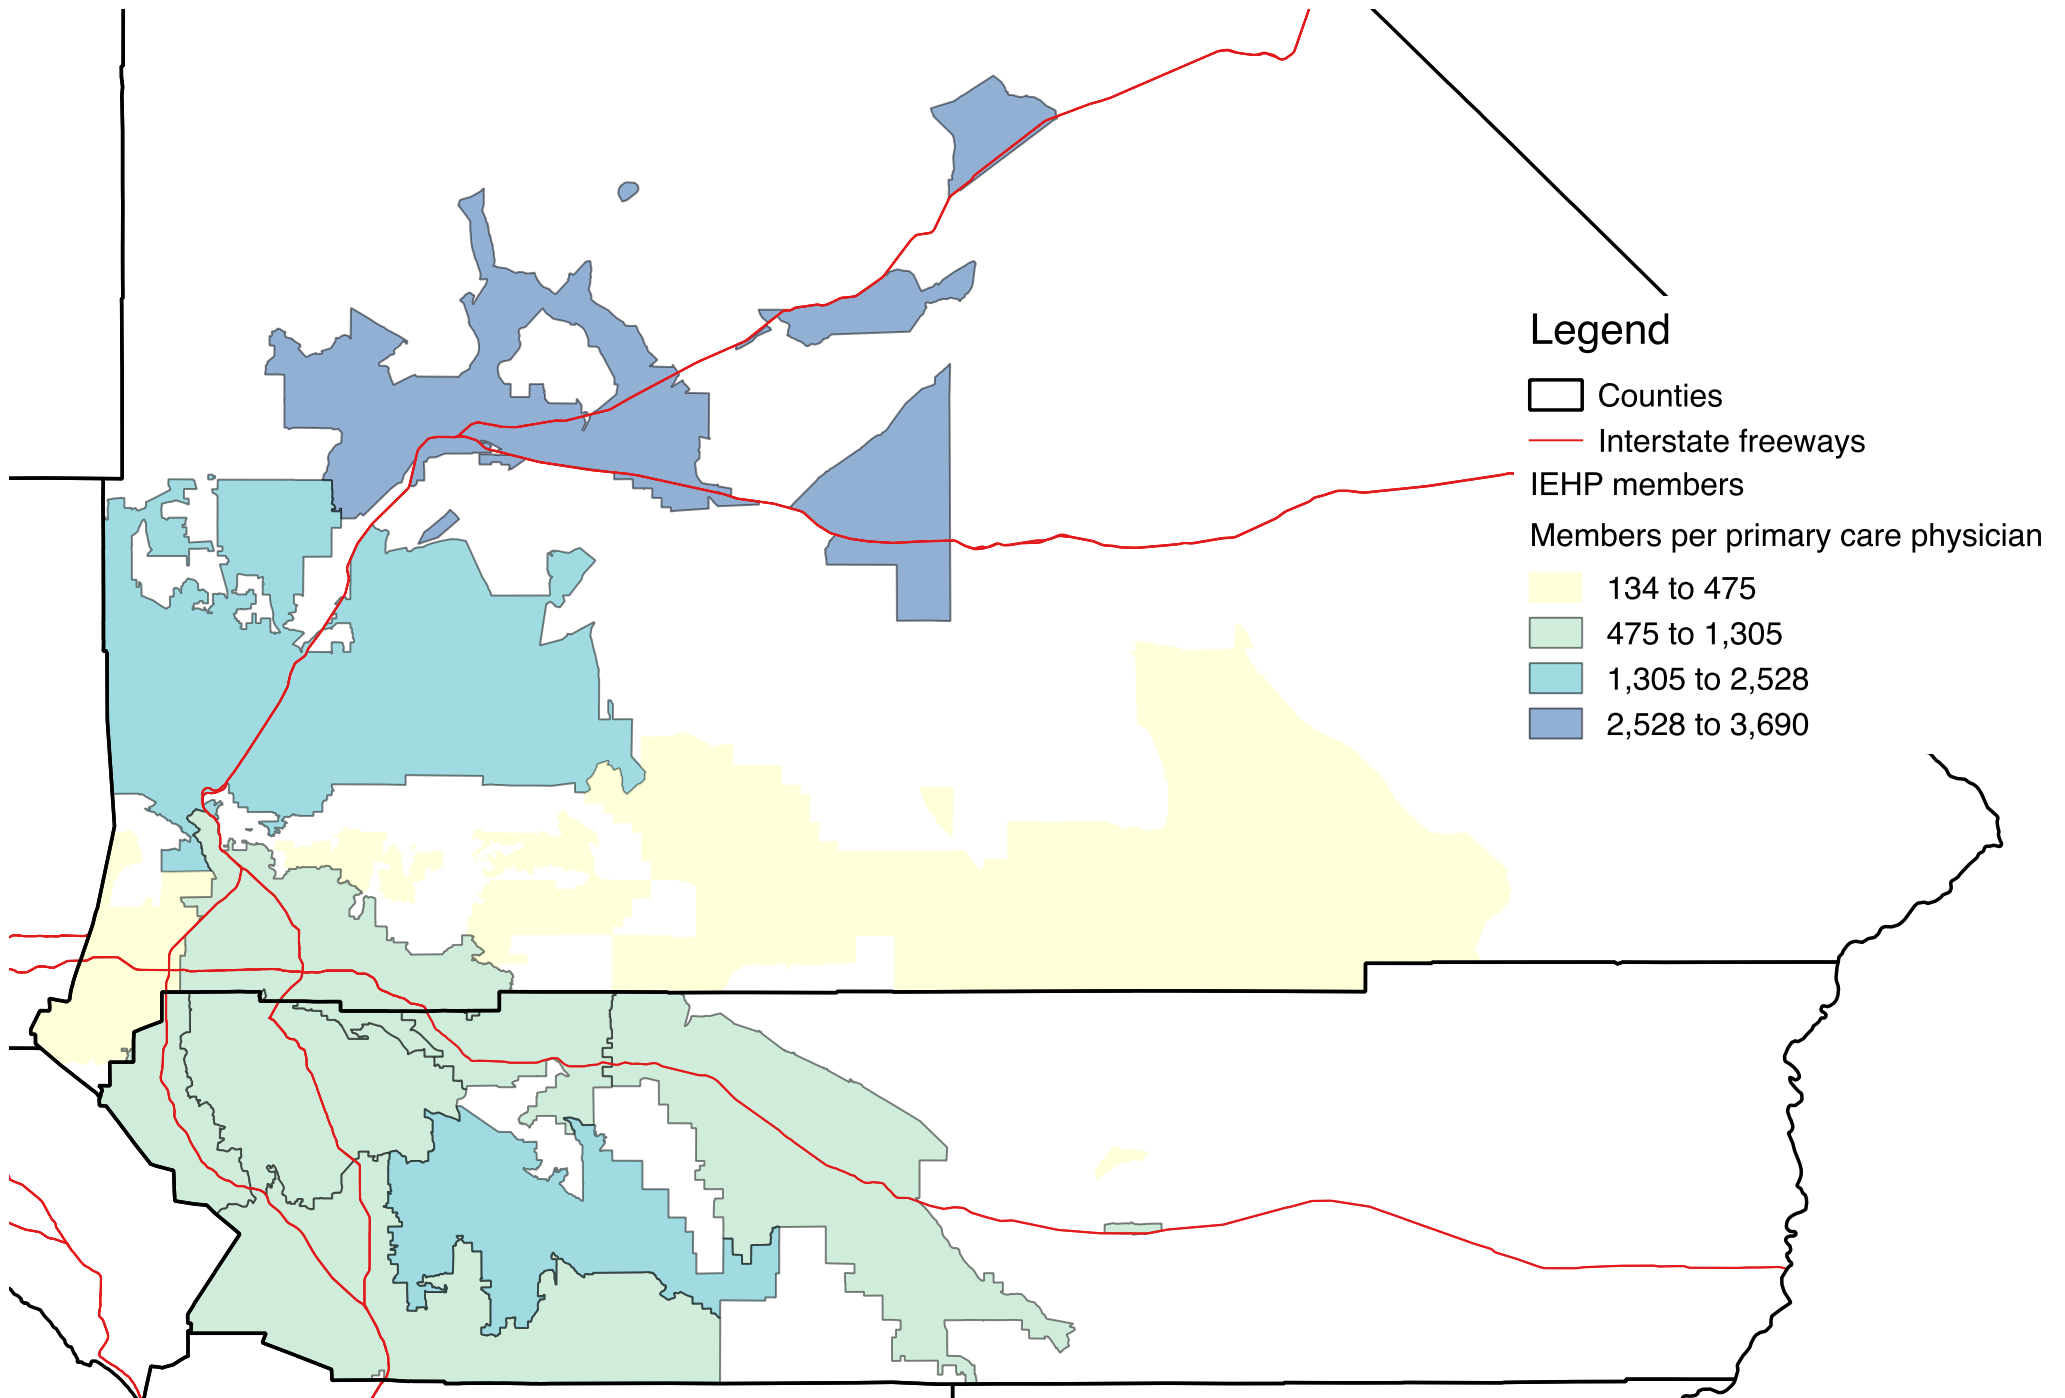 Legend
Counties
Interstate freeways
IEHP members
Members per primary care physician
134 to 475
475 to 1,305
1,305 to 2,528
2,528 to 3,690